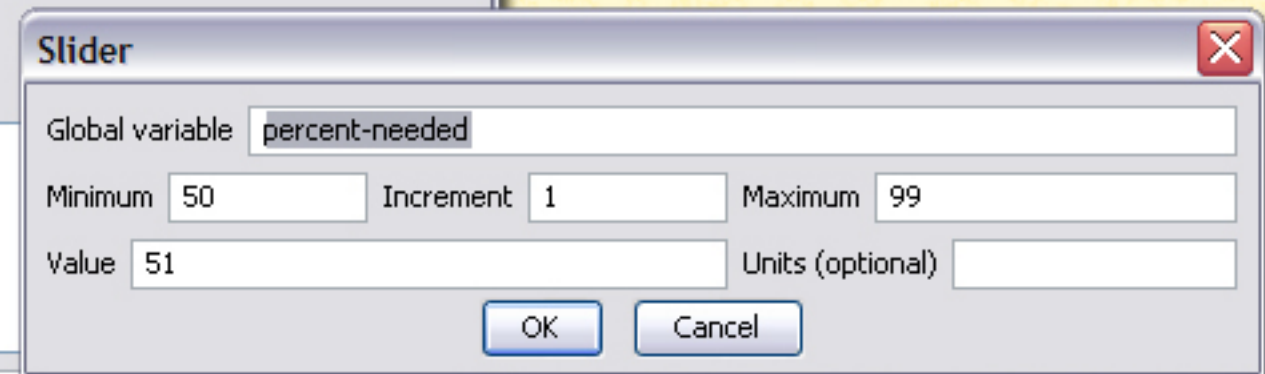 Slider
Global variable percent-needed
Minimum 50 Increment 1 Maximum 99
Value 51 Units (optional)
OK Cancel